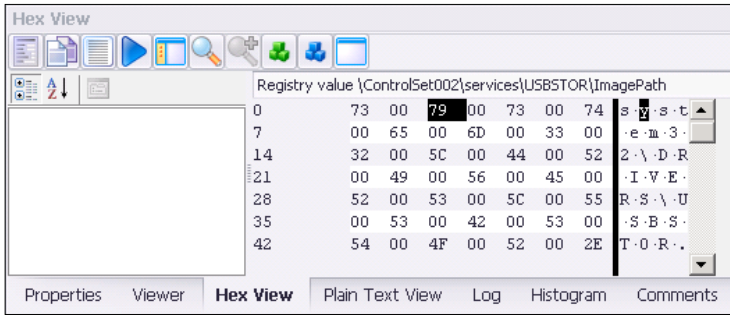 Hex View
Registry value \ControlSet002\services\USBSTOR\ImagePath
0 73 00 79 00 73 00 74 s·y·s·t
7 00 65 00 6D 00 33 00 ·e·m·3·
14 32 00 5C 00 44 00 52 2·\·D·R
21 00 49 00 56 00 45 00 ·I·V·E·
28 52 00 53 00 5C 00 55 R·S·\·U
35 00 53 00 42 00 53 00 ·S·B·S·
42 54 00 4F 00 52 00 2E T·O·R·.
Properties Viewer Hex View Plain Text View Log Histogram Comments